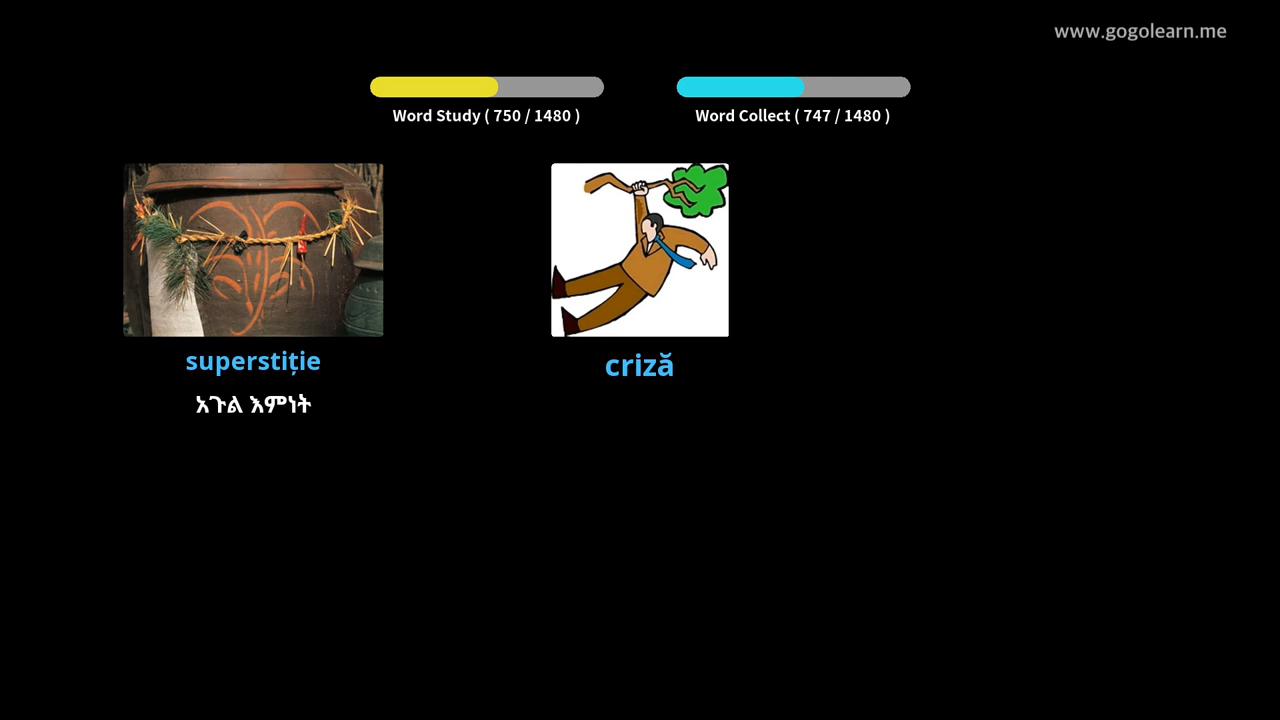 www.gogolearn.me
Word Study ( 750 / 1480 )
Word Collect ( 747 / 1480 )
superstiție
criză
አጉል እምነት